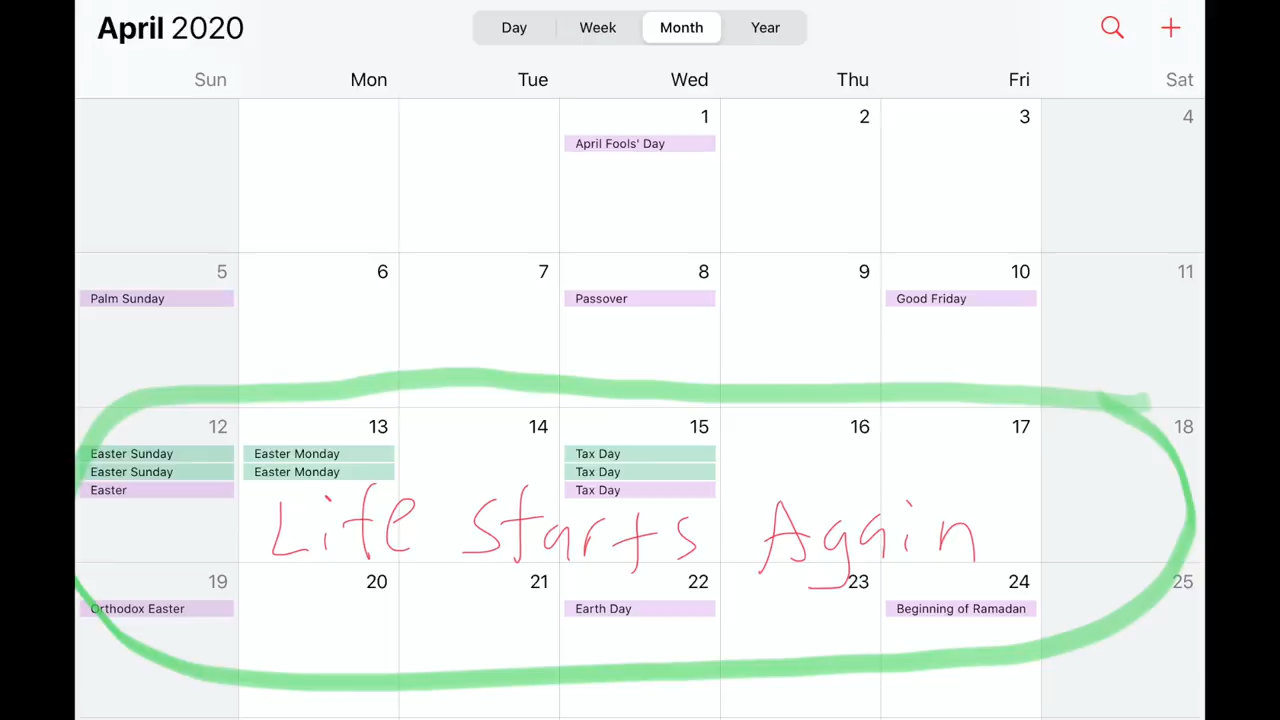 April 2020 Day Week Month Year
Sun Mon Tue Wed Thu Fri Sat
1 2 3 4
April Fools' Day
5 6 7 8 9 10 11
Palm Sunday Passover Good Friday
12 13 14 15 16 17 18
Easter Sunday Easter Monday Tax Day
Easter Sunday Easter Monday Tax Day
Easter Tax Day
Life Starts Again
19 20 21 22 23 24 25
Orthodox Easter Earth Day Beginning of Ramadan